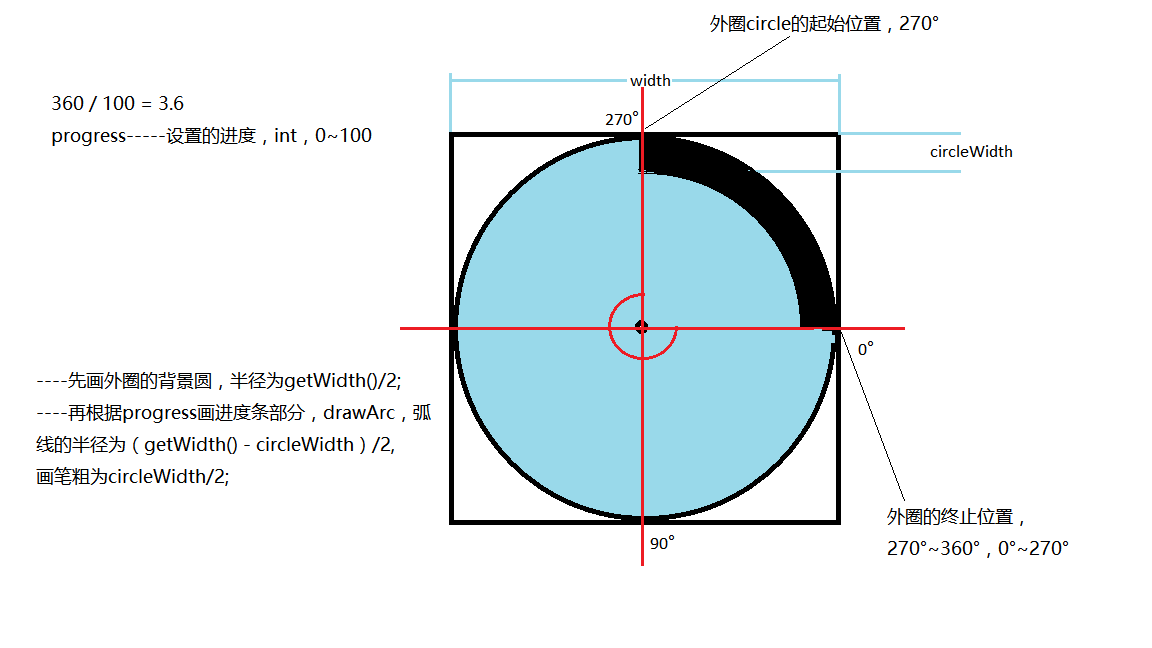 外圈circle的起始位置，270°
width
360 / 100 = 3.6
270°
progress-----设置的进度，int，0~100
circleWidth
0°
----先画外圈的背景圆，半径为getWidth()/2;
----再根据progress画进度条部分，drawArc，弧
线的半径为（getWidth() - circleWidth）/2,
画笔粗为circleWidth/2;
外圈的终止位置，
270°~360°，0°~270°
90°